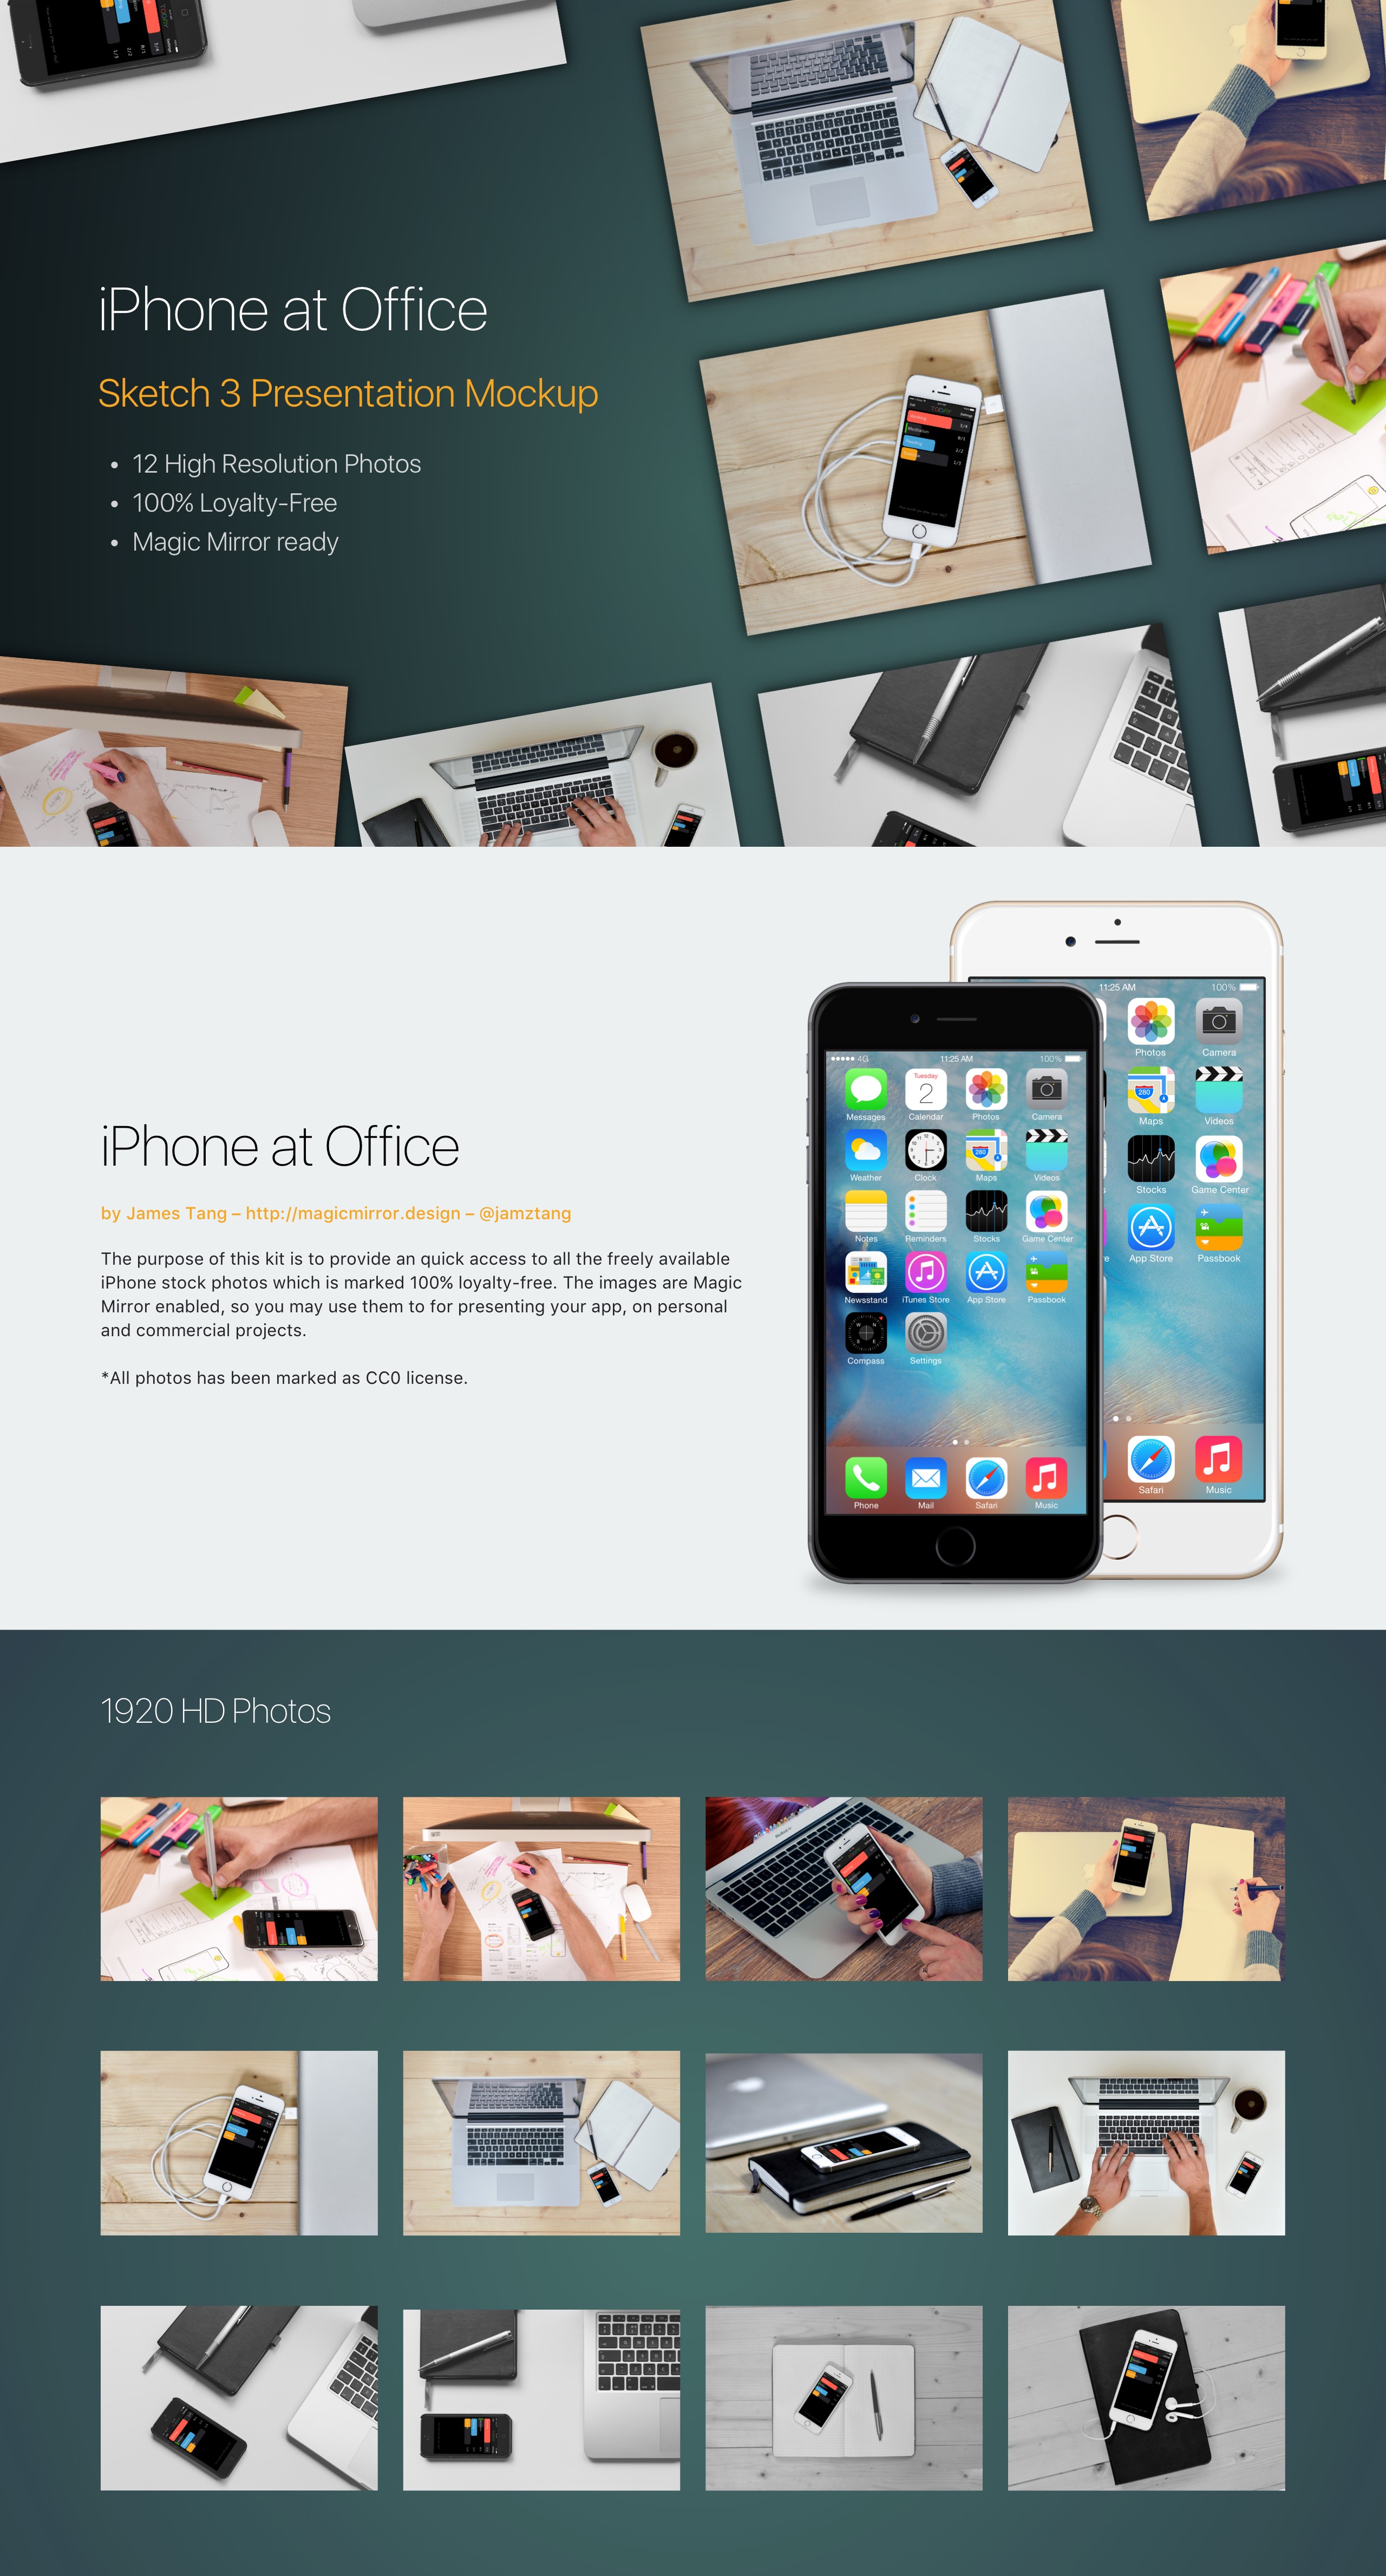 iPhone at Office
Sketch 3 Presentation Mockup
• 12 High Resolution Photos
• 100% Loyalty-Free
• Magic Mirror ready
TODAY
iPhone at Office
by James Tang – http://magicmirror.design – @jamztang
The purpose of this kit is to provide an quick access to all the freely available
iPhone stock photos which is marked 100% loyalty-free. The images are Magic
Mirror enabled, so you may use them to for presenting your app, on personal
and commercial projects.
*All photos has been marked as CC0 license.
4G 11:25 AM 100%
Tuesday
2
280
Messages Calendar Photos Camera
Weather Clock Maps Videos
Notes Reminders Stocks Game Center
Newsstand iTunes Store App Store Passbook
Compass Settings
Phone Mail Safari Music
11:25 AM 100%
Photos Camera
280
Maps Videos
Stocks Game Center
App Store Passbook
Safari Music
1920 HD Photos